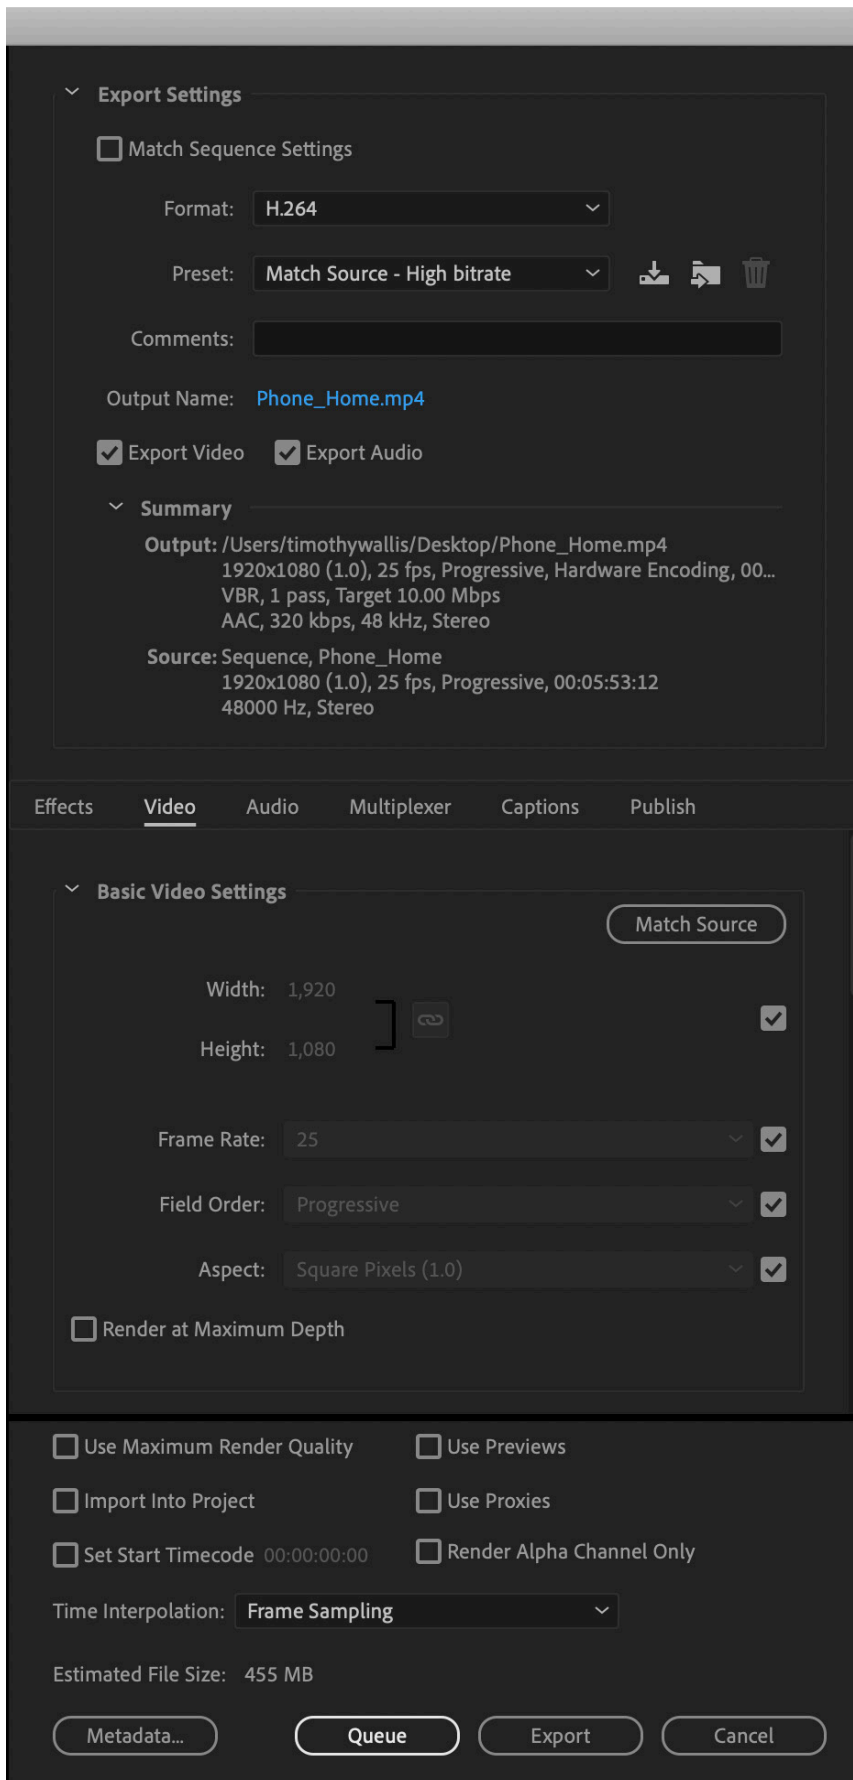 Export Settings
Match Sequence Settings
Format: H.264
Preset: Match Source - High bitrate
Comments:
Output Name: Phone_Home.mp4
Export Video Export Audio
Summary
Output: /Users/timothywallis/Desktop/Phone_Home.mp4
1920x1080 (1.0), 25 fps, Progressive, Hardware Encoding, 00...
VBR, 1 pass, Target 10.00 Mbps
AAC, 320 kbps, 48 kHz, Stereo
Source: Sequence, Phone_Home
1920x1080 (1.0), 25 fps, Progressive, 00:05:53:12
48000 Hz, Stereo
Effects Video Audio Multiplexer Captions Publish
Basic Video Settings
Match Source
Width: 1,920
Height: 1,080
Frame Rate: 25
Field Order: Progressive
Aspect: Square Pixels (1.0)
Render at Maximum Depth
Use Maximum Render Quality Use Previews
Import Into Project Use Proxies
Set Start Timecode 00:00:00:00 Render Alpha Channel Only
Time Interpolation: Frame Sampling
Estimated File Size: 455 MB
Metadata... Queue Export Cancel